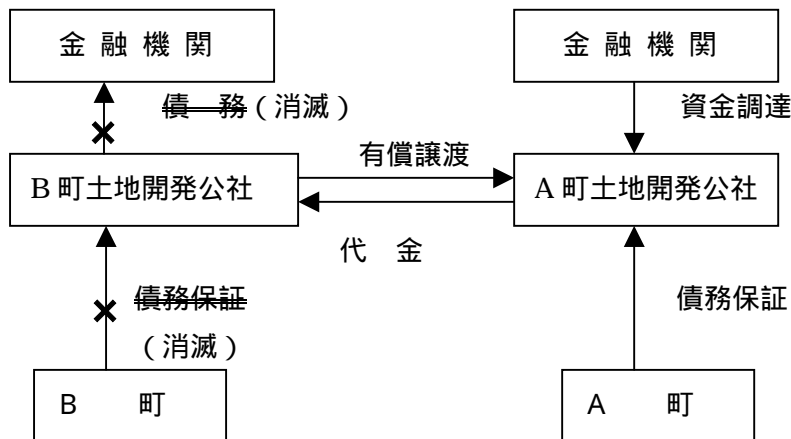 金 融 機 関
金 融 機 関
債 務(消滅)
資金調達
有償譲渡
B町土地開発公社
A町土地開発公社
代 金
債務保証
(消滅)
債務保証
B 町
A 町